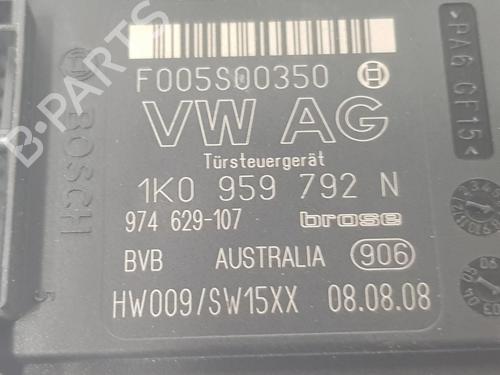 F005S00350
VW AG
Türsteuergerät
1K0 959 792 N
974 629-107 brose
BVB AUSTRALIA 906
HW009/SW15XX 08.08.08
BOSCH
>PA6 GF15<
B-PARTS
5